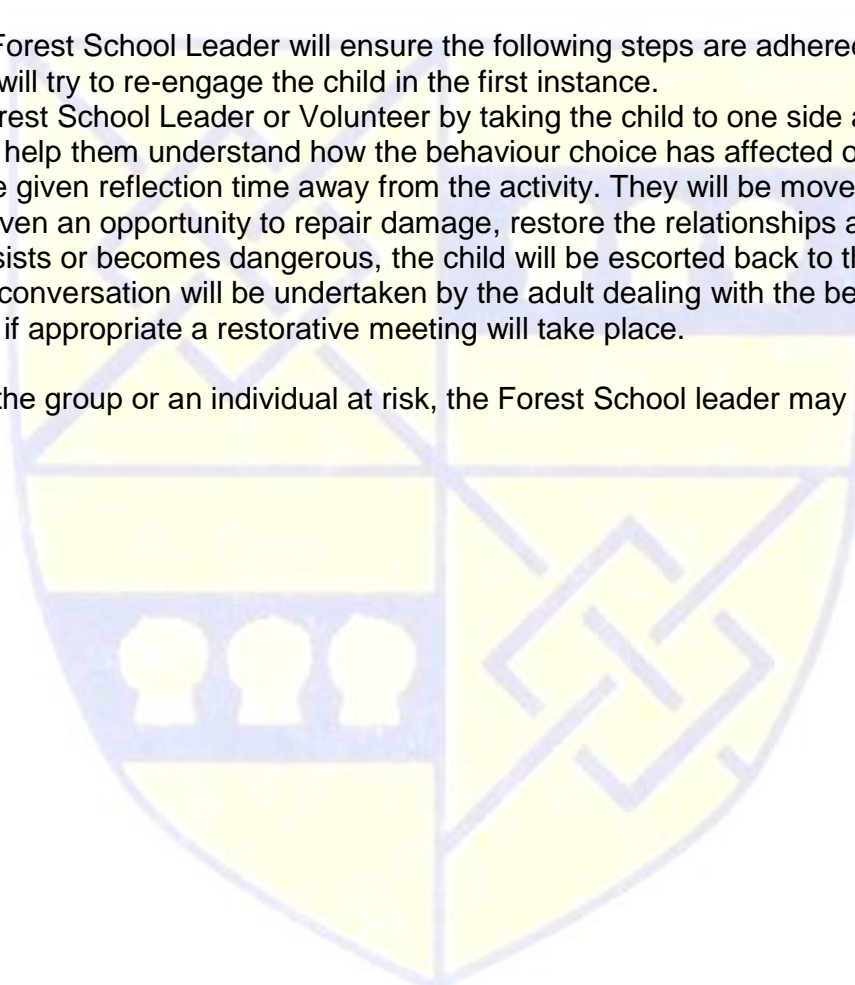 Forest School Leader will ensure the following steps are adhered
will try to re-engage the child in the first instance.
rest School Leader or Volunteer by taking the child to one side a
help them understand how the behaviour choice has affected o
e given reflection time away from the activity. They will be move
ven an opportunity to repair damage, restore the relationships a
sists or becomes dangerous, the child will be escorted back to th
conversation will be undertaken by the adult dealing with the be
if appropriate a restorative meeting will take place.
the group or an individual at risk, the Forest School leader may